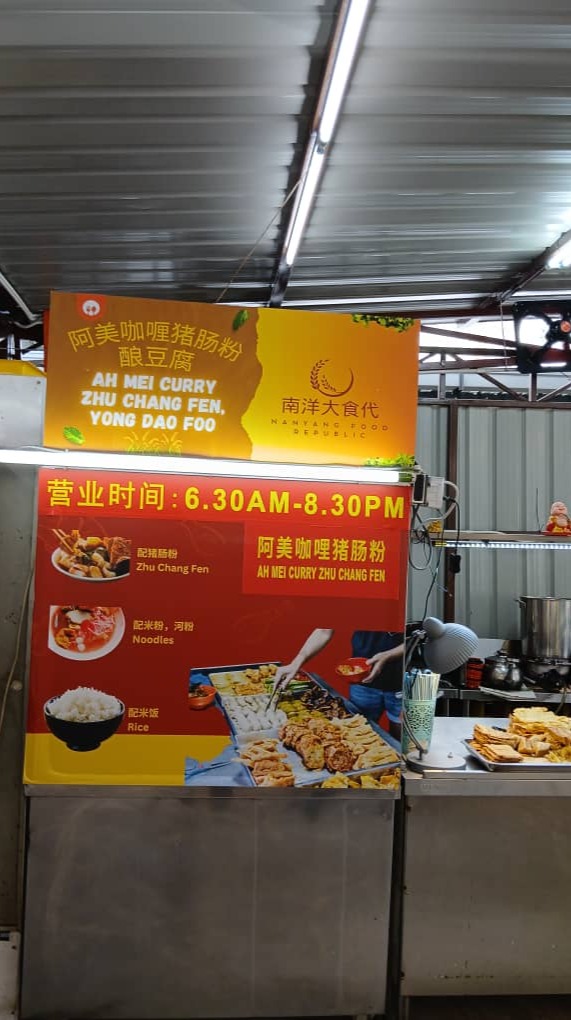 阿美咖喱猪肠粉
酿豆腐
AH MEI CURRY
ZHU CHANG FEN,
YONG DAO FOO
南洋大食代
NANYANG FOOD
REPUBLIC
营业时间:6.30AM-8.30PM
阿美咖哩猪肠粉
AH MEI CURRY ZHU CHANG FEN
配猪肠粉
Zhu Chang Fen
配米粉，河粉
Noodles
配米饭
Rice